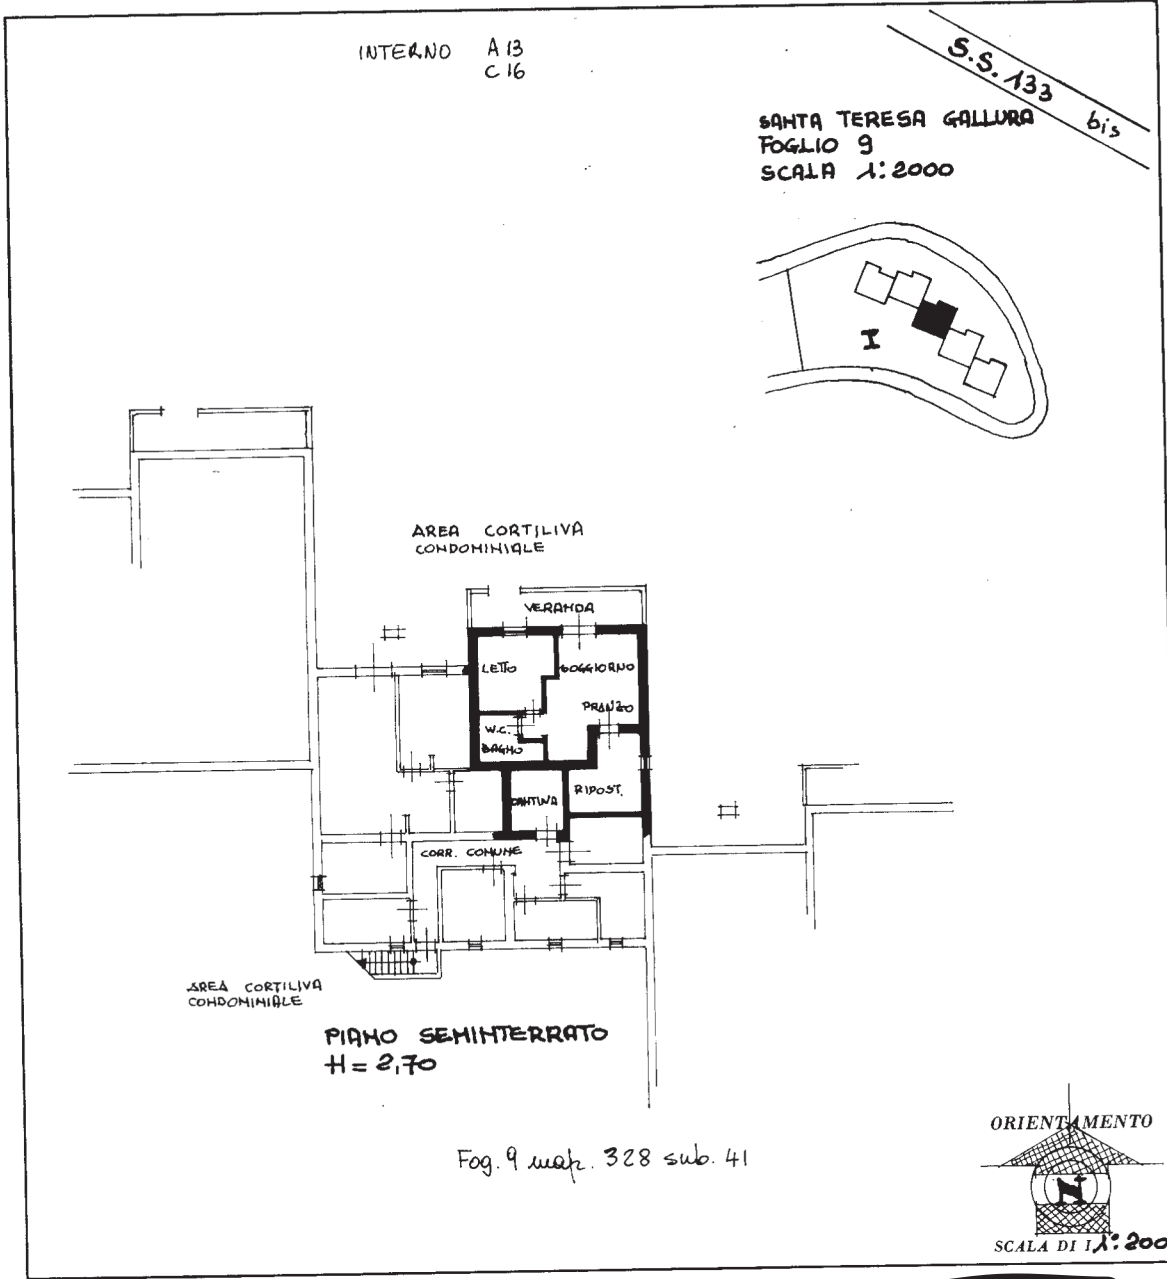 INTERNO A 13
C 16
S.S. 133 bis
SANTA TERESA GALLURA
FOGLIO 9
SCALA 1:2000
I
AREA CORTILIVA
CONDOMINIALE
VERANDA
LETTO
SOGGIORNO
PRANZO
W.C.
BAGNO
CANTINA
RIPOST.
CORR. COMUNE
AREA CORTILIVA
CONDOMINIALE
PIANO SEMINTERRATO
H = 2,70
Fog. 9 map. 328 sub. 41
ORIENTAMENTO
N
SCALA DI 1:200